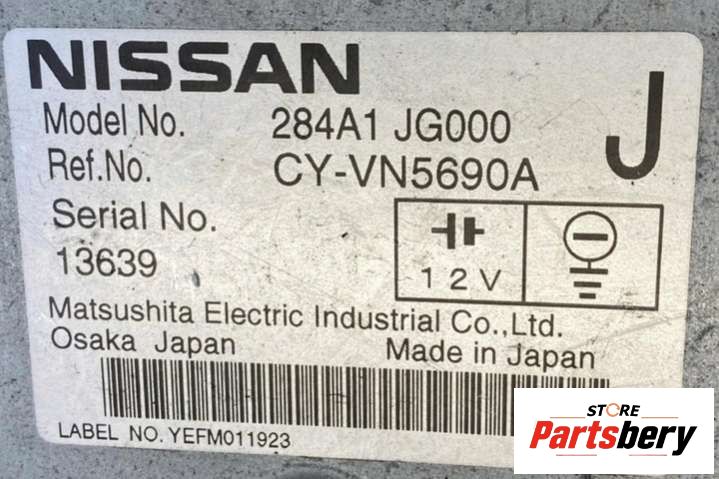 NISSAN
J
Model No. 284A1 JG000
Ref.No. CY-VN5690A
Serial No.
13639
12V
Matsushita Electric Industrial Co.,Ltd.
Osaka Japan Made in Japan
LABEL NO. YEFM011923
STORE
Partsbery